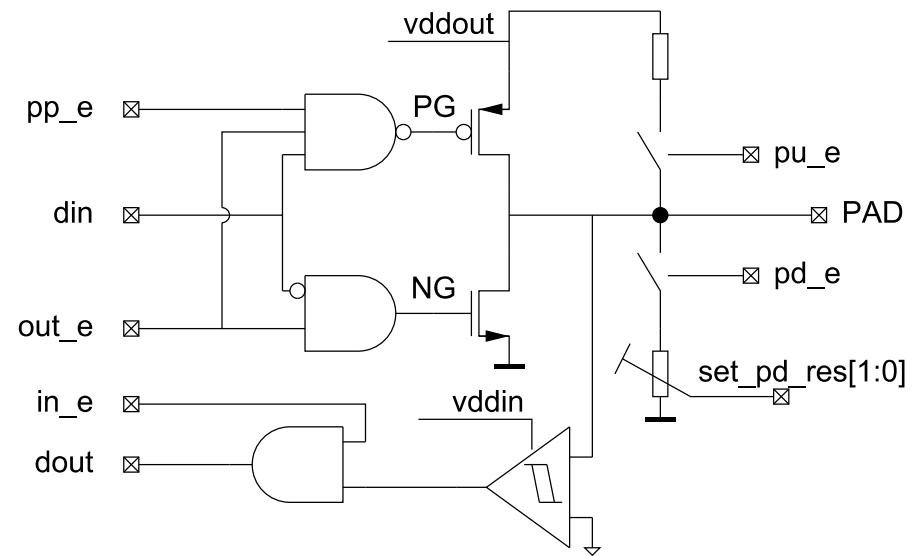 vddout
pp_e
PG
pu_e
din
PAD
NG
pd_e
out_e
in_e
vddin
set_pd_res[1:0]
dout